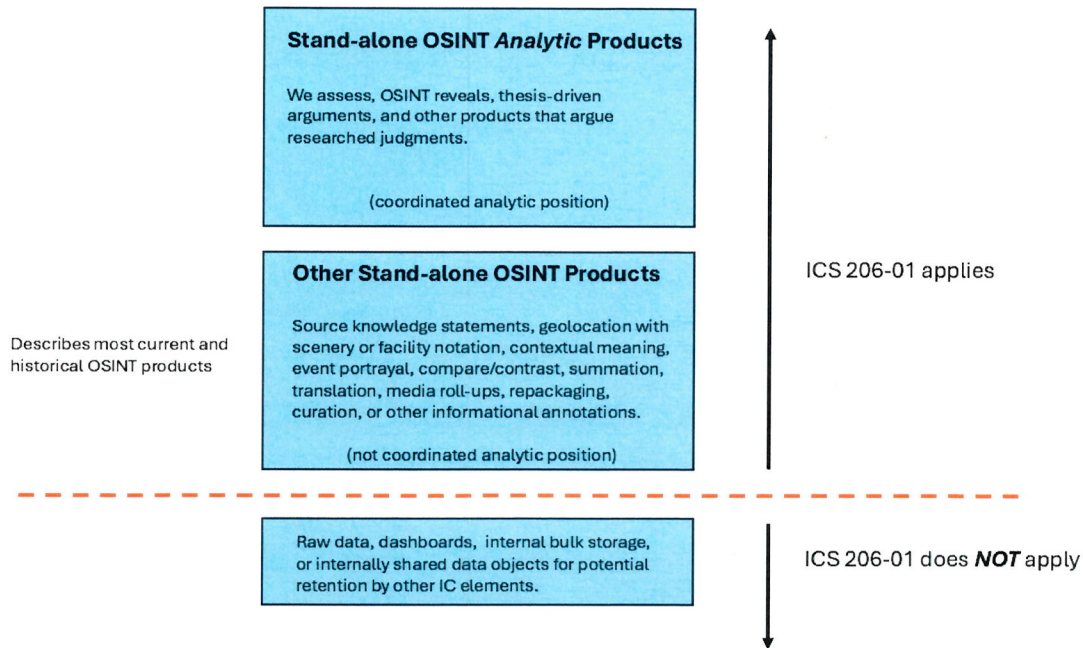 Stand-alone OSINT Analytic Products
We assess, OSINT reveals, thesis-driven
arguments, and other products that argue
researched judgments.
(coordinated analytic position)
Other Stand-alone OSINT Products
Source knowledge statements, geolocation with
scenery or facility notation, contextual meaning,
event portrayal, compare/contrast, summation,
translation, media roll-ups, repackaging,
curation, or other informational annotations.
(not coordinated analytic position)
ICS 206-01 applies
Describes most current and
historical OSINT products
Raw data, dashboards, internal bulk storage,
or internally shared data objects for potential
retention by other IC elements.
ICS 206-01 does NOT apply